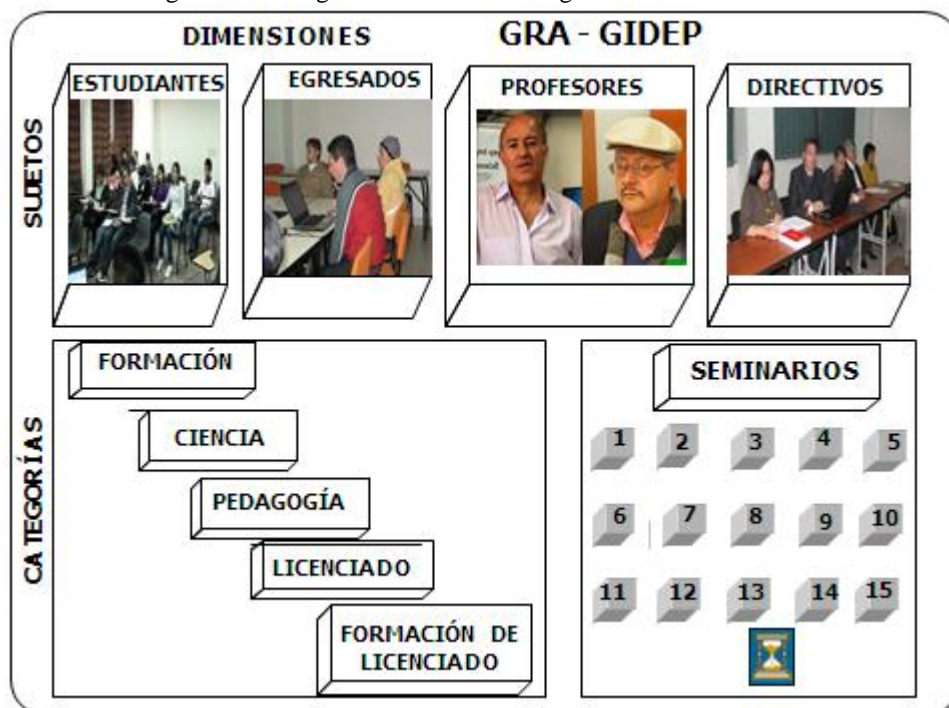 DIMENSIONES GRA - GIDEP
SUJETOS
ESTUDIANTES
EGRESADOS
PROFESORES
DIRECTIVOS
CATEGORÍAS
FORMACIÓN
CIENCIA
PEDAGOGÍA
LICENCIADO
FORMACIÓN DE
LICENCIADO
SEMINARIOS
1 2 3 4 5
6 7 8 9 10
11 12 13 14 15